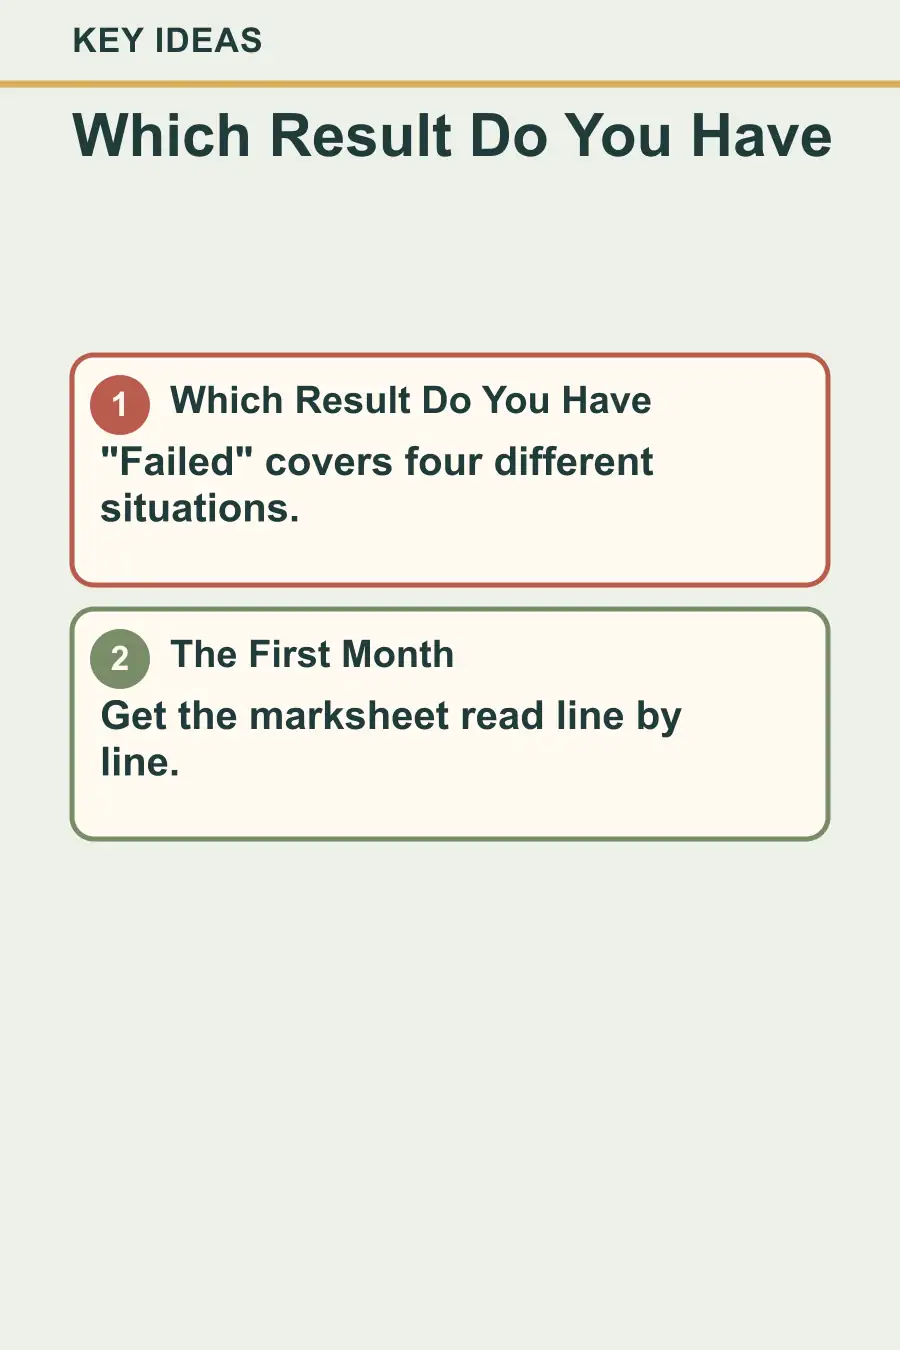 KEY IDEAS
Which Result Do You Have
1 Which Result Do You Have
"Failed" covers four different
situations.
2 The First Month
Get the marksheet read line by
line.